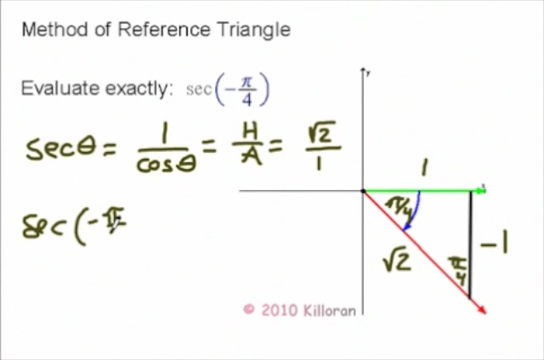 Method of Reference Triangle
Evaluate exactly: sec(-π/4)
secθ = 1/cosθ = H/A = √2/1
sec(-π
y
1
π/4
√2
π/4
-1
© 2010 Killoran